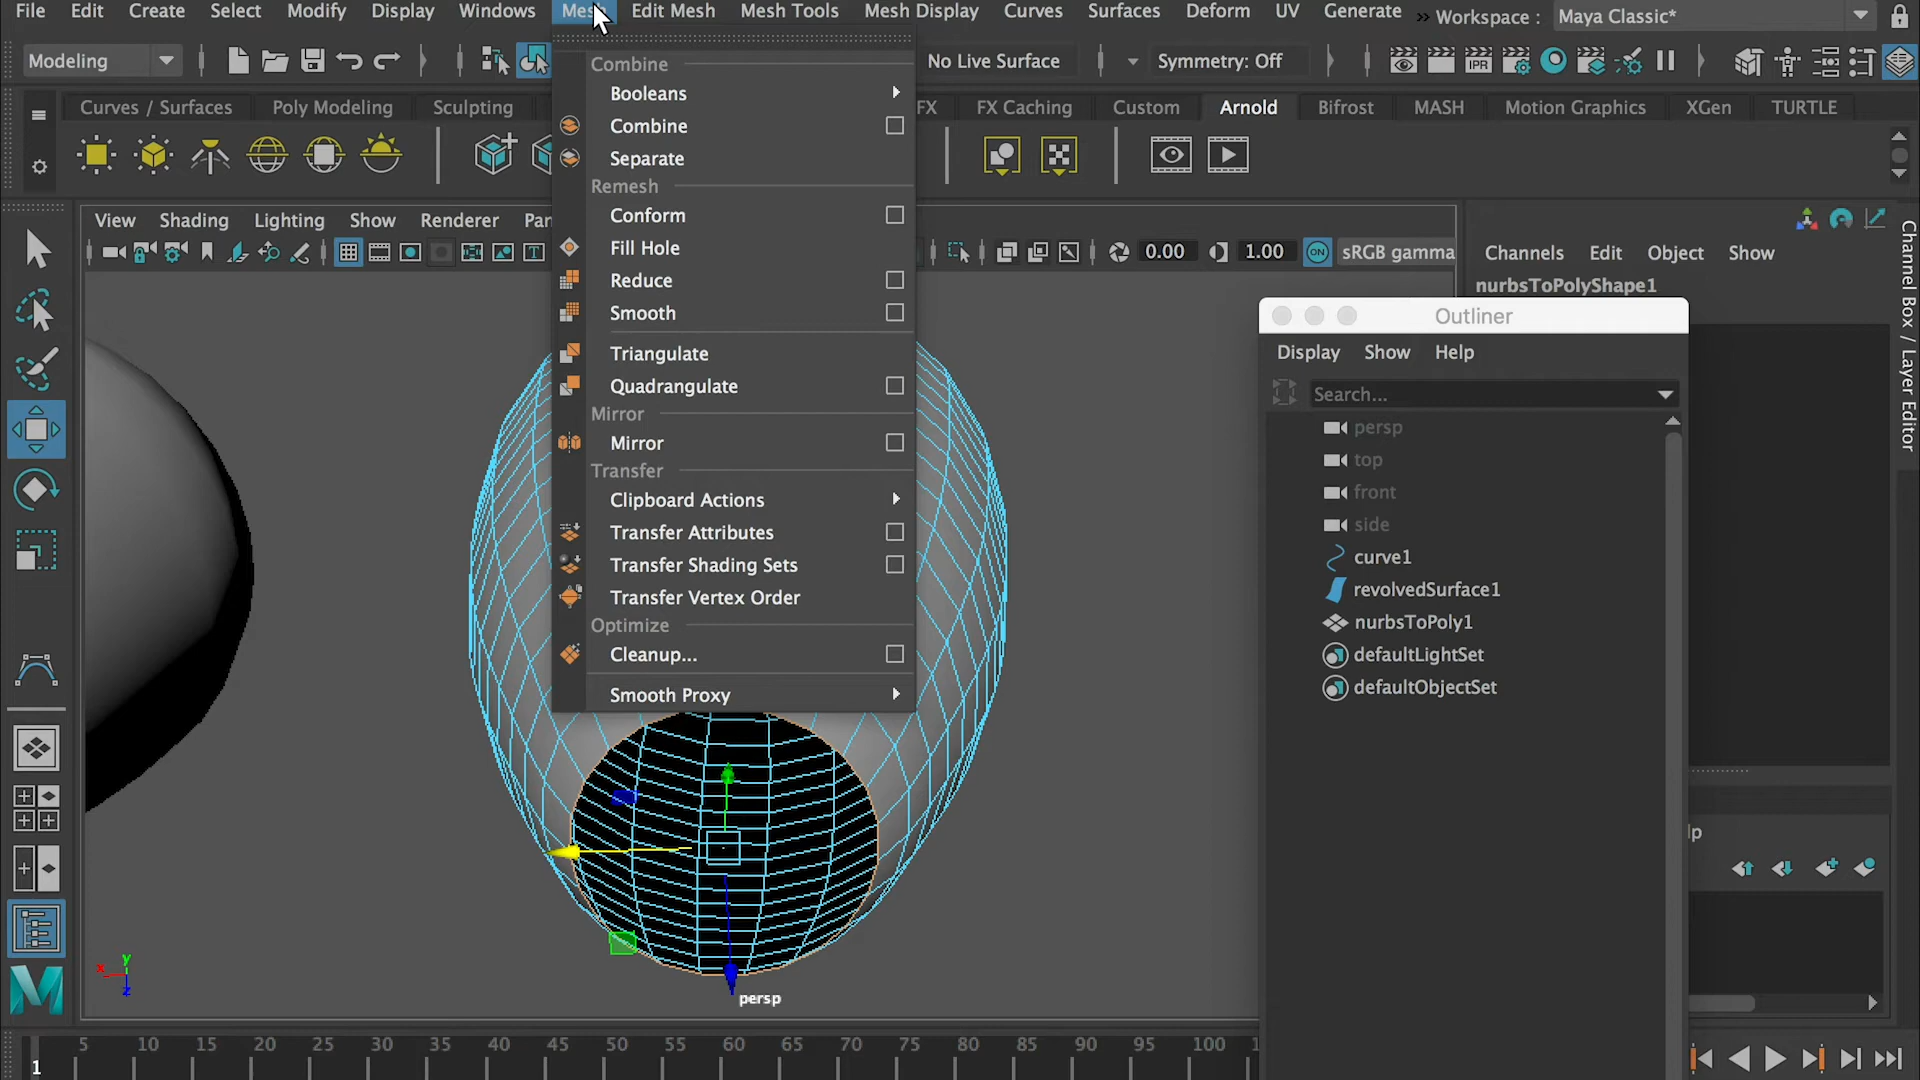 File Edit Create Select Modify Display Windows Mesh Edit Mesh Mesh Tools Mesh Display Curves Surfaces Deform UV Generate » Workspace : Maya Classic*
Modeling No Live Surface Symmetry: Off
Curves / Surfaces Poly Modeling Sculpting FX FX Caching Custom Arnold Bifrost MASH Motion Graphics XGen TURTLE
IPR
View Shading Lighting Show Renderer Pan
0.00 1.00 ON sRGB gamma
Combine
Booleans
Combine
Separate
Remesh
Conform
Fill Hole
Reduce
Smooth
Triangulate
Quadrangulate
Mirror
Mirror
Transfer
Clipboard Actions
Transfer Attributes
Transfer Shading Sets
Transfer Vertex Order
Optimize
Cleanup...
Smooth Proxy
Channels Edit Object Show
nurbsToPolyShape1
Channel Box / Layer Editor
Outliner
Display Show Help
Search...
persp
top
front
side
curve1
revolvedSurface1
nurbsToPoly1
defaultLightSet
defaultObjectSet
lp
y
x
z
persp
5 10 15 20 25 30 35 40 45 50 55 60 65 70 75 80 85 90 95 100 1
1